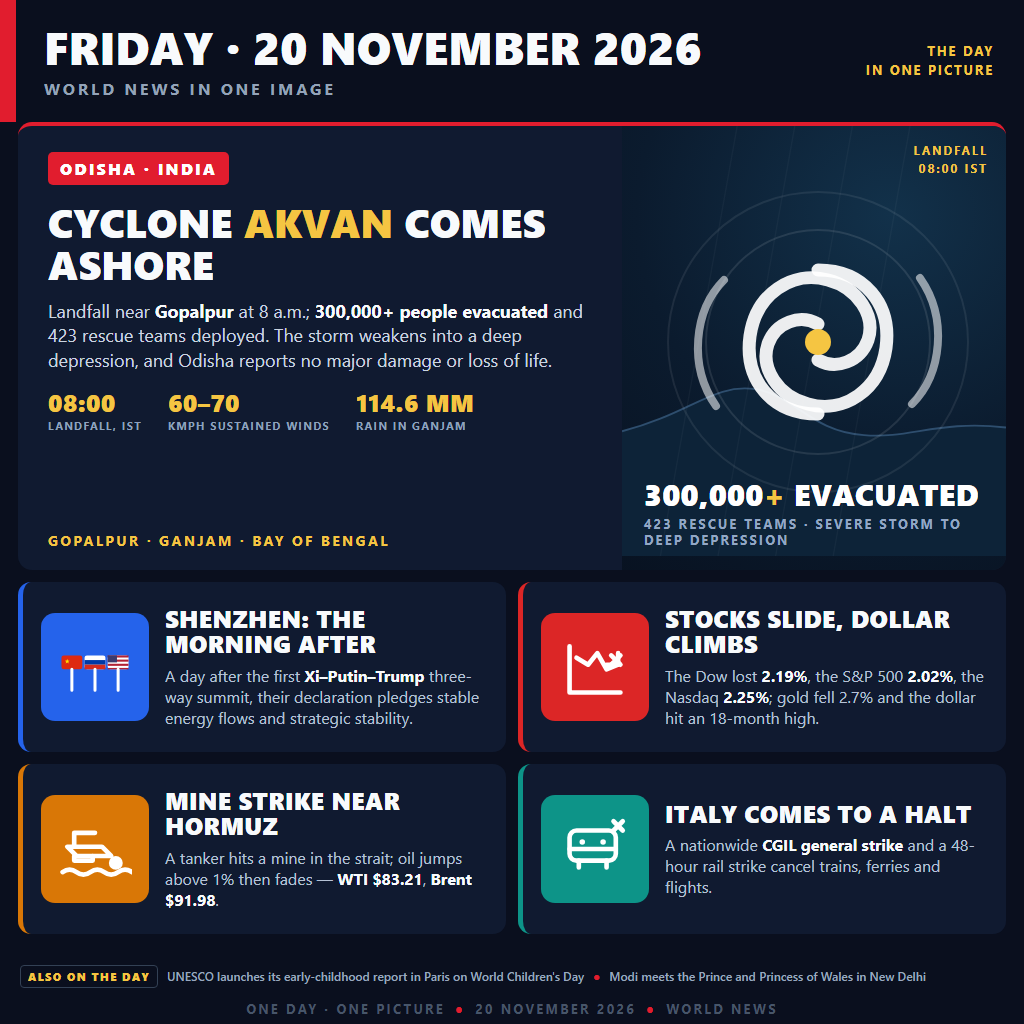 FRIDAY · 20 NOVEMBER 2026
WORLD NEWS IN ONE IMAGE
THE DAY
IN ONE PICTURE
ODISHA · INDIA
CYCLONE AKVAN COMES
ASHORE
Landfall near Gopalpur at 8 a.m.; 300,000+ people evacuated and
423 rescue teams deployed. The storm weakens into a deep
depression, and Odisha reports no major damage or loss of life.
08:00
LANDFALL, IST
60–70
KMPH SUSTAINED WINDS
114.6 MM
RAIN IN GANJAM
GOPALPUR · GANJAM · BAY OF BENGAL
LANDFALL
08:00 IST
300,000+ EVACUATED
423 RESCUE TEAMS · SEVERE STORM TO
DEEP DEPRESSION
SHENZHEN: THE
MORNING AFTER
A day after the first Xi–Putin–Trump three-
way summit, their declaration pledges stable
energy flows and strategic stability.
STOCKS SLIDE, DOLLAR
CLIMBS
The Dow lost 2.19%, the S&P 500 2.02%, the
Nasdaq 2.25%; gold fell 2.7% and the dollar
hit an 18-month high.
MINE STRIKE NEAR
HORMUZ
A tanker hits a mine in the strait; oil jumps
above 1% then fades — WTI $83.21, Brent
$91.98.
ITALY COMES TO A HALT
A nationwide CGIL general strike and a 48-
hour rail strike cancel trains, ferries and
flights.
ALSO ON THE DAY
UNESCO launches its early-childhood report in Paris on World Children's Day • Modi meets the Prince and Princess of Wales in New Delhi
ONE DAY · ONE PICTURE • 20 NOVEMBER 2026 • WORLD NEWS